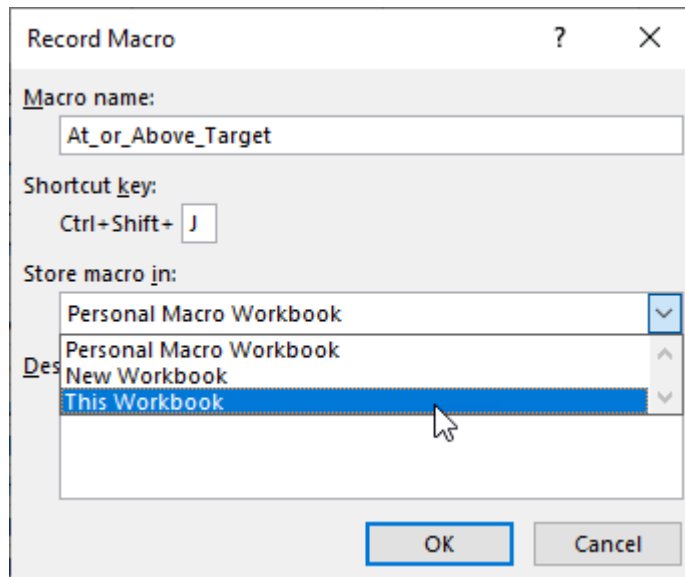 Record Macro ? ×
Macro name:
At_or_Above_Target
Shortcut key:
Ctrl+Shift+ J
Store macro in:
Personal Macro Workbook
Personal Macro Workbook
Des New Workbook
This Workbook
OK Cancel